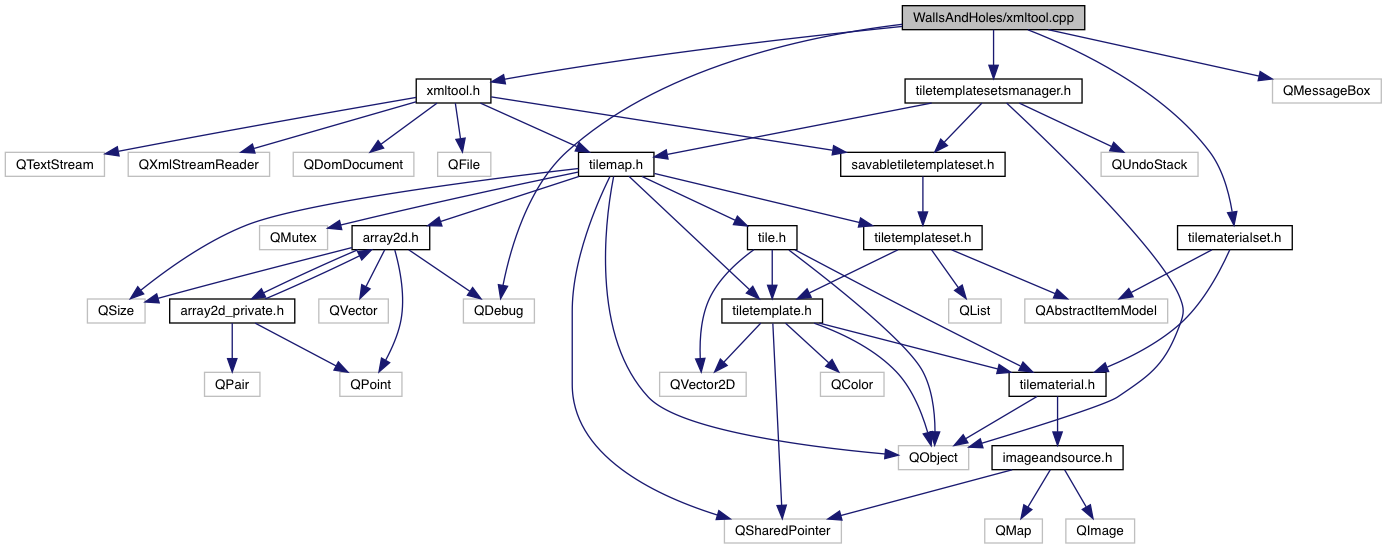 WallsAndHoles/xmltool.cpp
xmltool.h
tiletemplatesetsmanager.h
QMessageBox
QTextStream
QXmlStreamReader
QDomDocument
QFile
tilemap.h
savabletiletemplateset.h
QUndoStack
QMutex
array2d.h
tile.h
tiletemplateset.h
tilematerialset.h
QSize
array2d_private.h
QVector
QDebug
tiletemplate.h
QList
QAbstractItemModel
QPair
QPoint
QVector2D
QColor
tilematerial.h
QObject
imageandsource.h
QSharedPointer
QMap
QImage